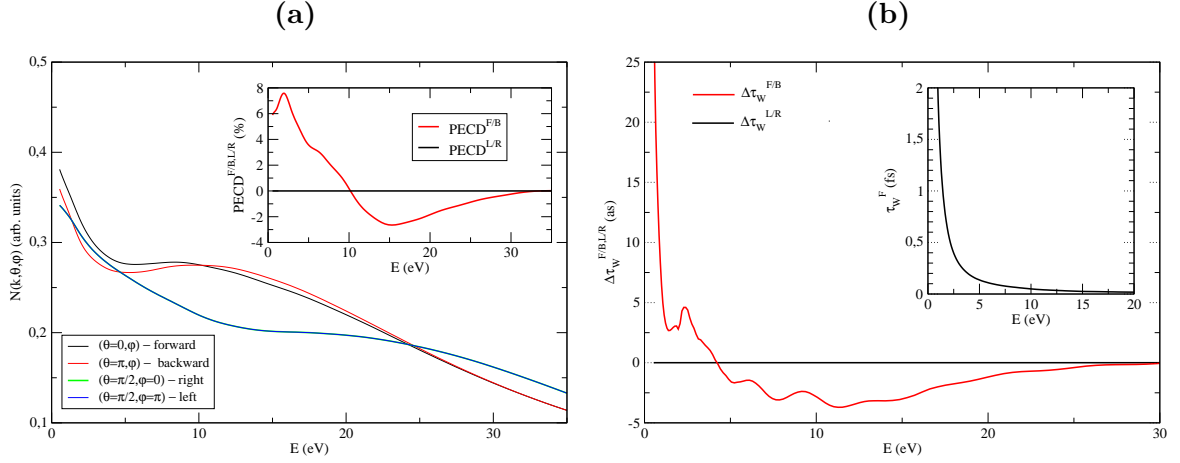 (a)
0,5
0,4
0,3
0,2
0,1
0
10
20
30
E (eV)
N(k,θ,φ) (arb. units)
8
6
4
2
0
-2
-4
0
10
20
30
E (eV)
PECD^F/B,L/R (%)
PECD^F/B
PECD^L/R
(θ=0,φ) – forward
(θ=π,φ) – backward
(θ=π/2,φ=0) – right
(θ=π/2,φ=π) – left
(b)
25
20
15
10
5
0
-5
0
5
10
15
20
25
30
E (eV)
Δτ_W^F/B,L/R (as)
Δτ_W^F/B
Δτ_W^L/R
2
1,5
1
0,5
0
0
5
10
15
20
E (eV)
τ_W^F (fs)